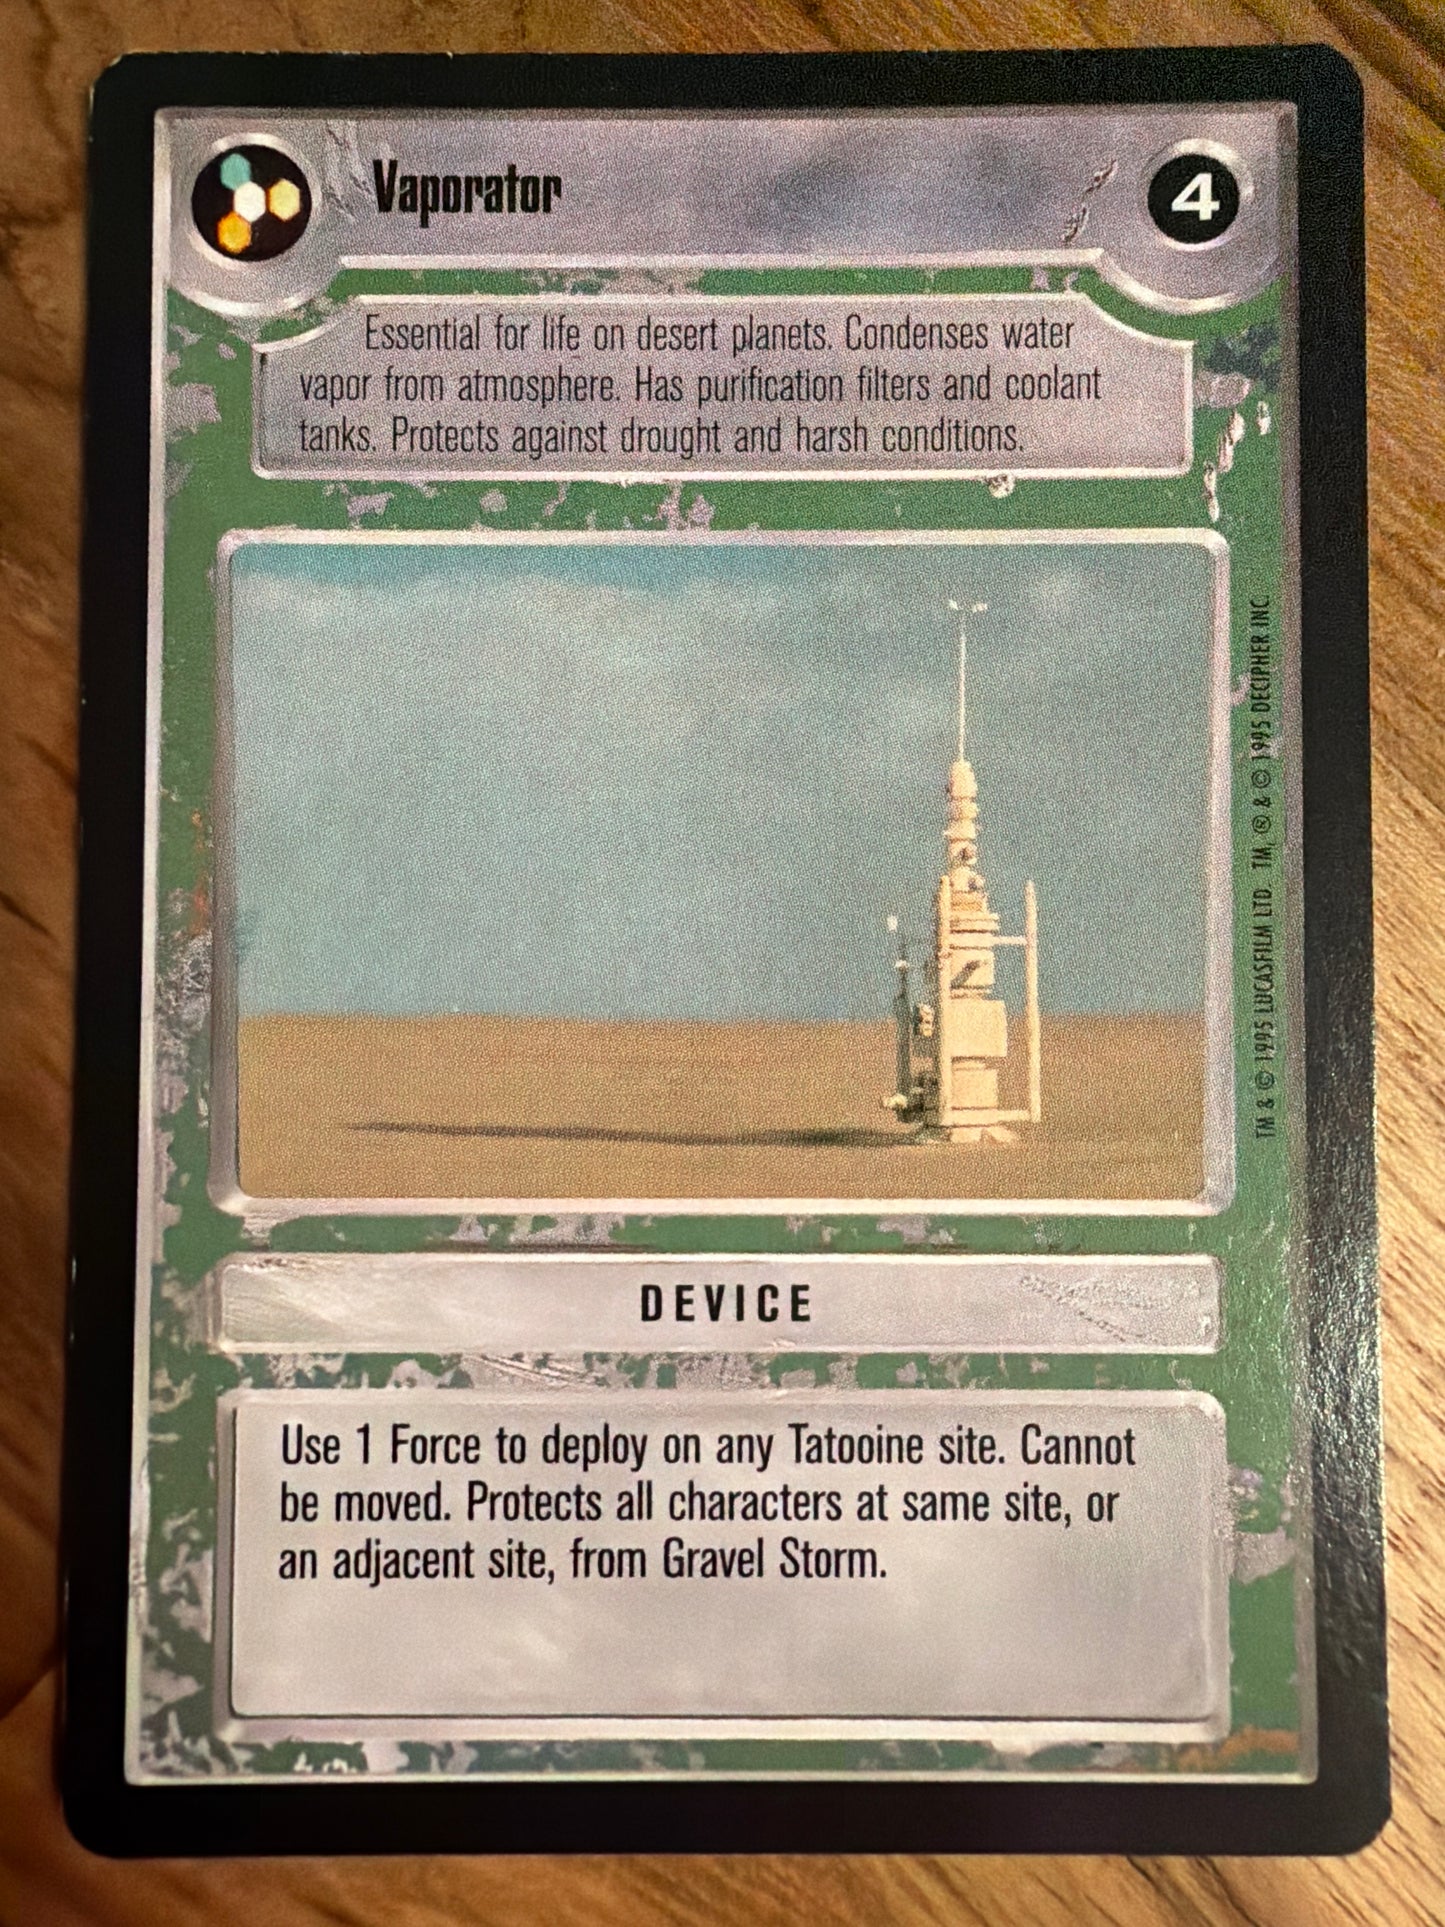 Vaporator
4
Essential for life on desert planets. Condenses water
vapor from atmosphere. Has purification filters and coolant
tanks. Protects against drought and harsh conditions.
TM & © 1995 LUCASFILM LTD. TM, ® & © 1995 DECIPHER INC.
DEVICE
Use 1 Force to deploy on any Tatooine site. Cannot
be moved. Protects all characters at same site, or
an adjacent site, from Gravel Storm.